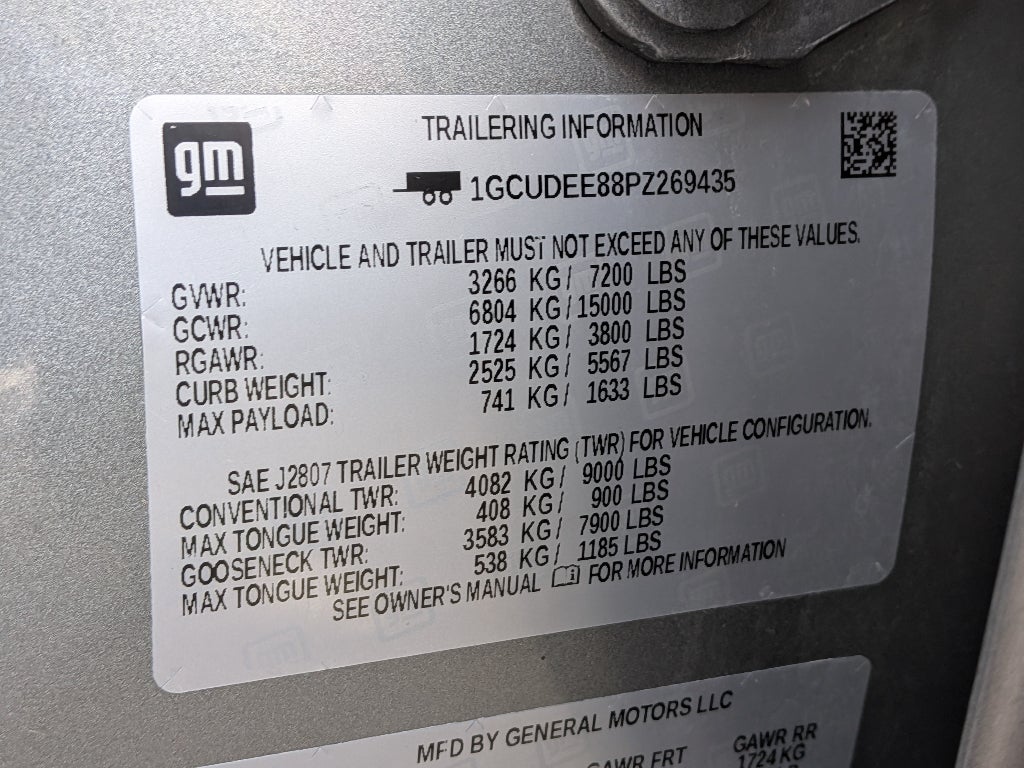 gm
TRAILERING INFORMATION
1GCUDEE88PZ269435
VEHICLE AND TRAILER MUST NOT EXCEED ANY OF THESE VALUES.
GVWR: 3266 KG/ 7200 LBS
GCWR: 6804 KG/ 15000 LBS
RGAWR: 1724 KG/ 3800 LBS
CURB WEIGHT: 2525 KG/ 5567 LBS
MAX PAYLOAD: 741 KG/ 1633 LBS
SAE J2807 TRAILER WEIGHT RATING (TWR) FOR VEHICLE CONFIGURATION.
CONVENTIONAL TWR: 4082 KG/ 9000 LBS
MAX TONGUE WEIGHT: 408 KG/ 900 LBS
GOOSENECK TWR: 3583 KG/ 7900 LBS
MAX TONGUE WEIGHT: 538 KG/ 1185 LBS
SEE OWNER'S MANUAL FOR MORE INFORMATION
MFD BY GENERAL MOTORS LLC
GAWR FRT GAWR RR
1724 KG